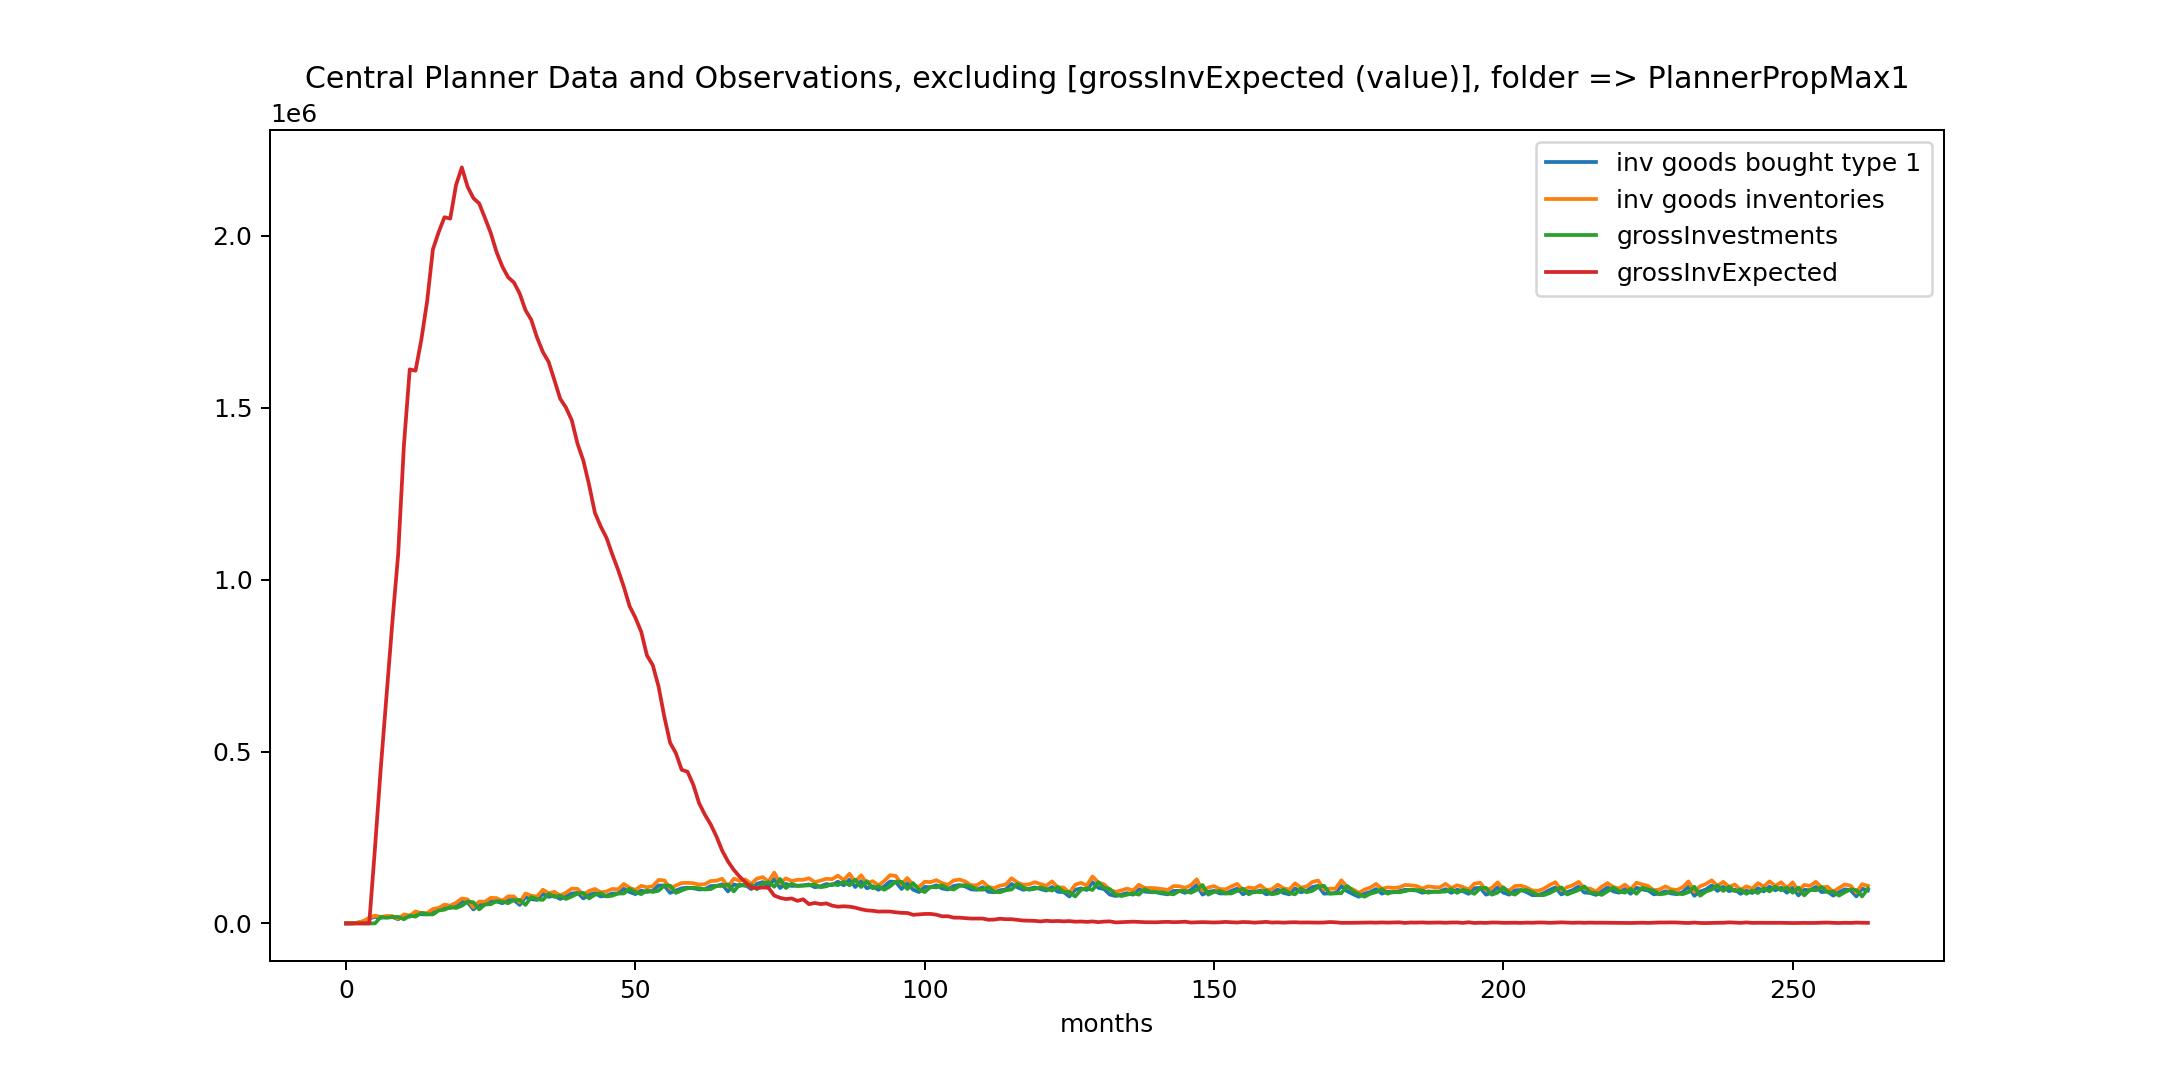 Central Planner Data and Observations, excluding [grossInvExpected (value)], folder => PlannerPropMax1
1e6
inv goods bought type 1
inv goods inventories
grossInvestments
grossInvExpected
2.0
1.5
1.0
0.5
0.0
0 50 100 150 200 250
months